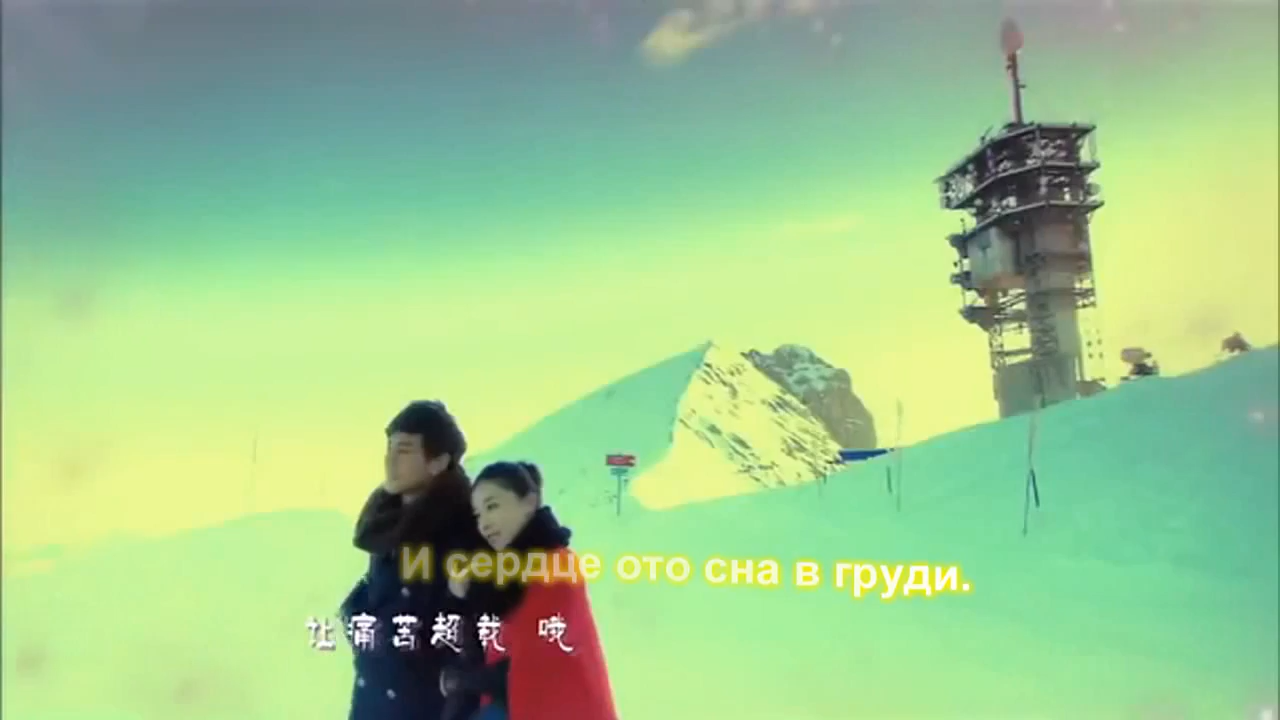 И сердце ото сна в груди.
让痛苦超载 哦